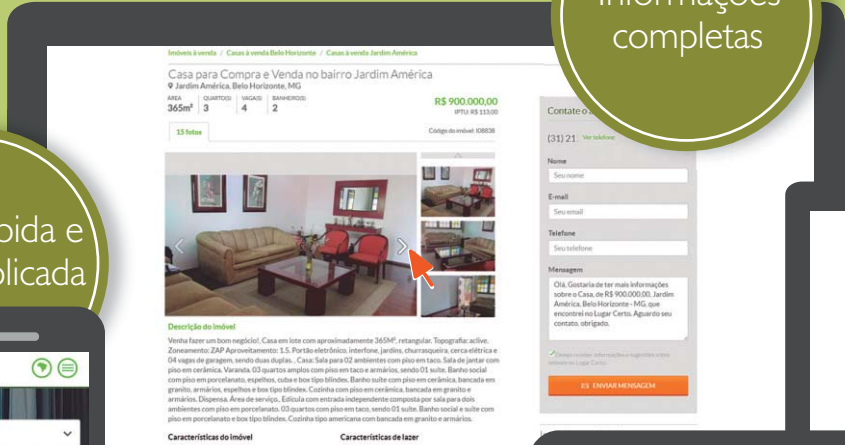 Informações
completas
Imóveis à venda / Casas à venda Belo Horizonte / Casas à venda Jardim América
Casa para Compra e Venda no bairro Jardim América
Jardim América, Belo Horizonte, MG
ÁREA QUARTO(S) VAGA(S) BANHEIRO(S)
365m² 3 4 2
R$ 900.000,00
IPTU: R$ 113,00
15 fotos
Código do imóvel: I08838
Contate o
(31) 21 Ver telefone
Nome
Seu nome
E-mail
Seu email
Telefone
Seu telefone
Mensagem
Olá, Gostaria de ter mais informações
sobre o Casa, de R$ 900.000,00, Jardim
América, Belo Horizonte - MG, que
encontrei no Lugar Certo. Aguardo seu
contato, obrigado.
Desejo receber informações e sugestões sobre
imóveis no Lugar Certo.
ENVIAR MENSAGEM
Descrição do imóvel
Venha fazer um bom negócio!, Casa em lote com aproximadamente 365M², retangular, Topografia: aclive.
Zoneamento: ZAP Aproveitamento: 1.5. Portão eletrônico, interfone, jardins, churrasqueira, cerca elétrica e
04 vagas de garagem, sendo duas duplas., Casa: Sala para 02 ambientes com piso em taco. Sala de jantar com
piso em cerâmica. Varanda. 03 quartos amplos com piso em taco e armários, sendo 01 suíte. Banho social
com piso em porcelanato, espelhos, cuba e box tipo blindex. Banho suíte com piso em cerâmica, bancada em
granito, armários, espelhos e box tipo blindex. Cozinha com piso em cerâmica, bancada em granito e
armários. Dispensa. Área de serviço., Edícula com entrada independente composta por sala para dois
ambientes com piso em porcelanato. 03 quartos com piso em taco, sendo 01 suíte. Banho social e suíte com
piso em porcelanato e box tipo blindex. Cozinha tipo americana com bancada em granito e armários.
Características do imóvel
Características de lazer